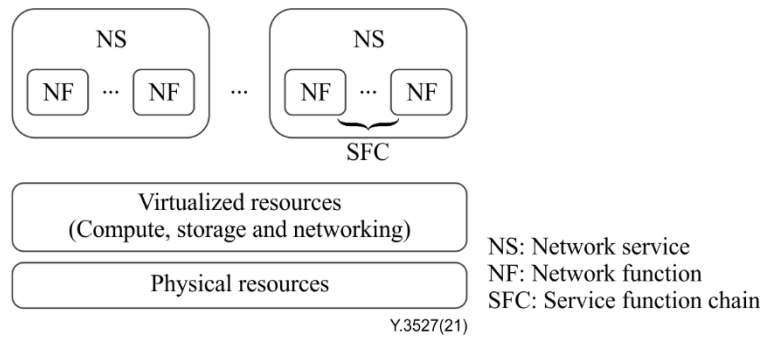 NS NS
NF ... NF ... NF ... NF
SFC
Virtualized resources
(Compute, storage and networking)
Physical resources
NS: Network service
NF: Network function
SFC: Service function chain
Y.3527(21)